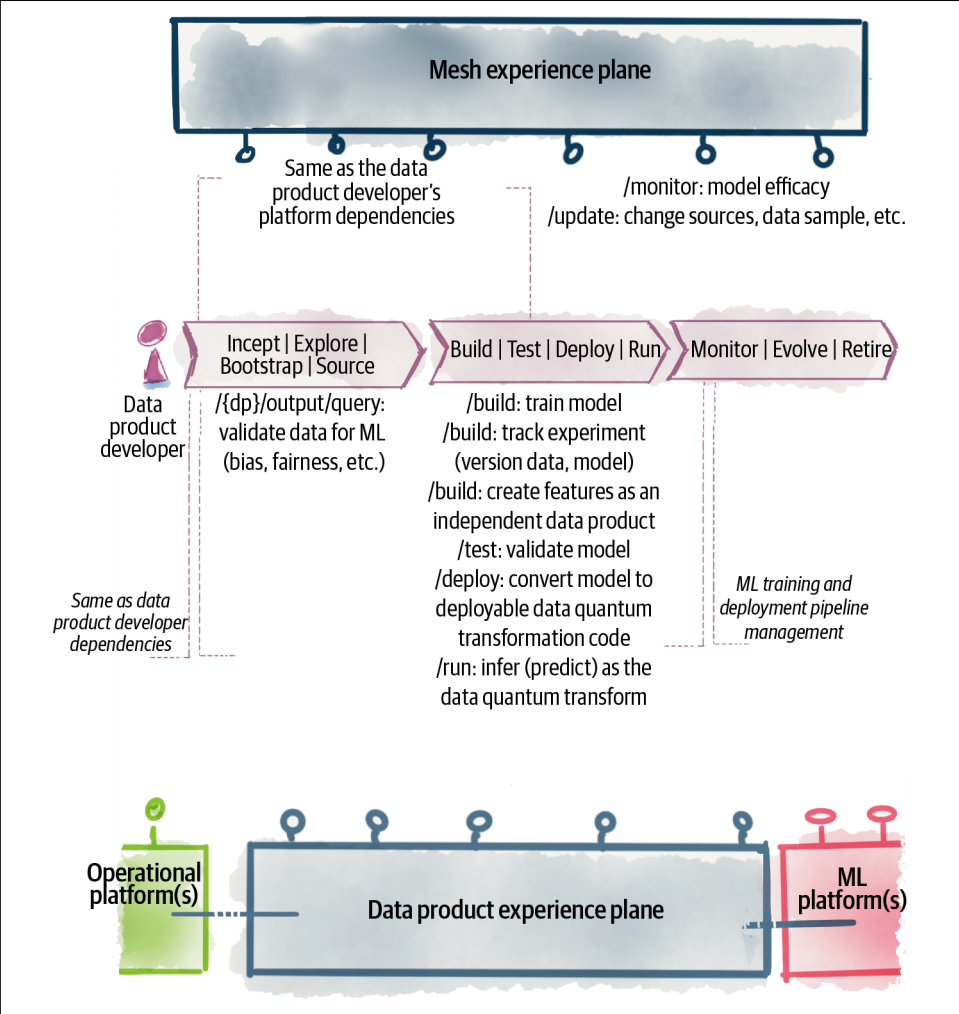 Mesh experience plane
Same as the data
product developer’s
platform dependencies
/monitor: model efficacy
/update: change sources, data sample, etc.
Incept | Explore |
Bootstrap | Source
Build | Test | Deploy | Run
Monitor | Evolve | Retire
Data
product
developer
/{dp}/output/query:
validate data for ML
(bias, fairness, etc.)
/build: train model
/build: track experiment
(version data, model)
/build: create features as an
independent data product
/test: validate model
/deploy: convert model to
deployable data quantum
transformation code
/run: infer (predict) as the
data quantum transform
Same as data
product developer
dependencies
ML training and
deployment pipeline
management
Operational
platform(s)
Data product experience plane
ML
platform(s)